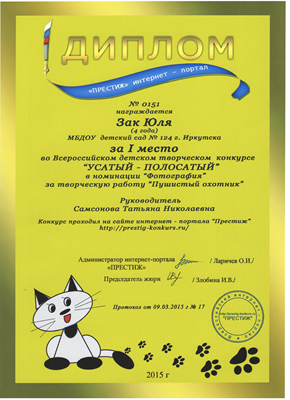 ДИПЛОМ
«ПРЕСТИЖ» интернет - портал
№ 0151
награждается
Зак Юля
(4 года)
МБДОУ детский сад № 124 г. Иркутска
за I место
во Всероссийском детском творческом конкурсе
"УСАТЫЙ - ПОЛОСАТЫЙ"
в номинации "Фотография"
за творческую работу "Пушистый охотник"
Руководитель
Самсонова Татьяна Николаевна
Конкурс проходил на сайте интернет - портала "Престиж"
http://prestig-konkurs.ru/
Администратор интернет-портала
«ПРЕСТИЖ» / Ларичев О.И./
Председатель жюри / Злобина И.В./
Протокол от 09.03.2015 г № 17
"ПРЕСТИЖ"
2015 г